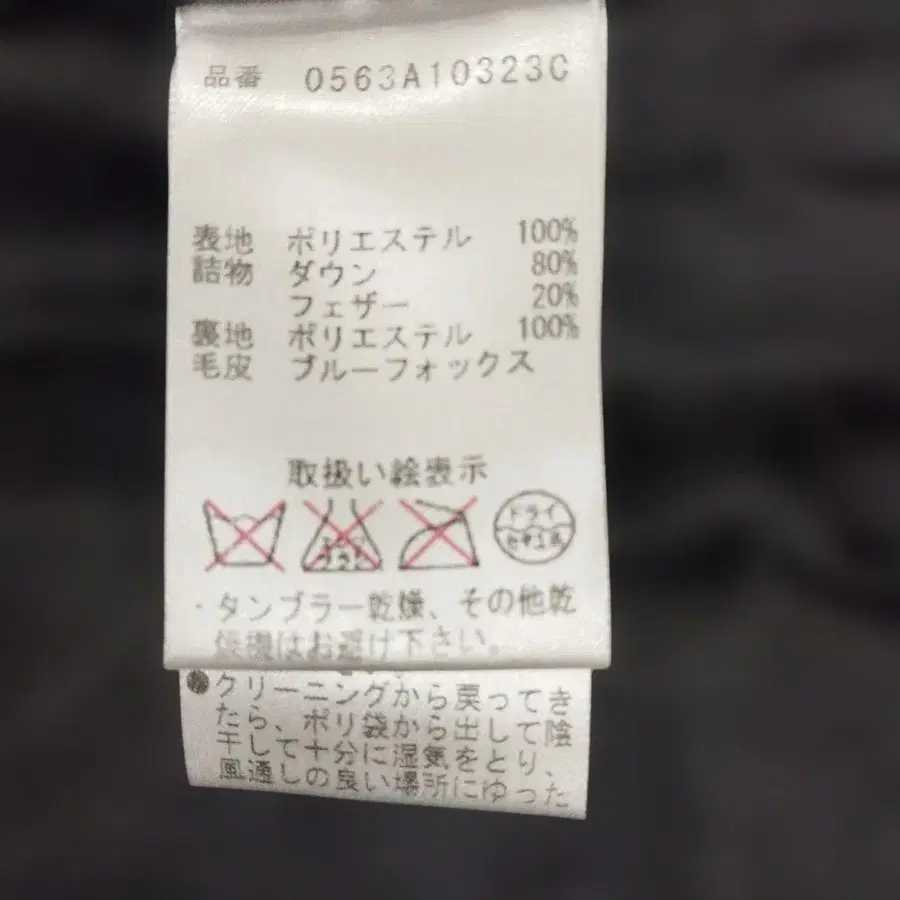 品番 0563A10323C
表地 ポリエステル 100%
詰物 ダウン 80%
フェザー 20%
裏地 ポリエステル 100%
毛皮 ブルーフォックス
取扱い絵表示
ドライ
セキユ系
・タンブラー乾燥、その他乾
燥機はお避け下さい。
●クリーニングから戻ってき
たら、ポリ袋から出して陰
干しで十分に湿気をとり、
風通しの良い場所にゆった